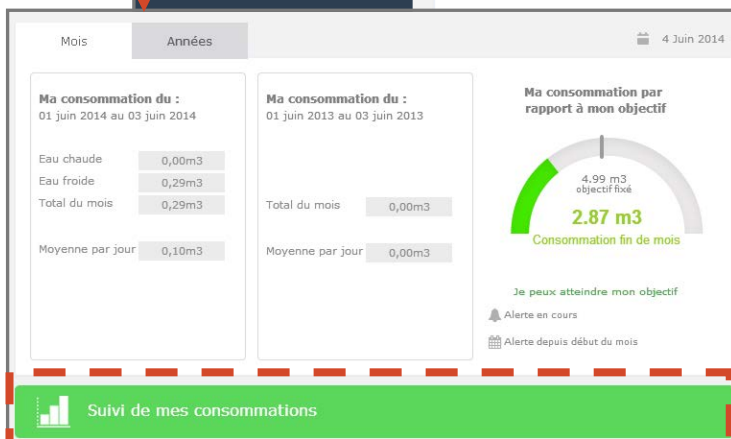 Mois
Années
4 Juin 2014
Ma consommation du :
01 juin 2014 au 03 juin 2014
Eau chaude 0,00m3
Eau froide 0,29m3
Total du mois 0,29m3
Moyenne par jour 0,10m3
Ma consommation du :
01 juin 2013 au 03 juin 2013
Total du mois 0,00m3
Moyenne par jour 0,00m3
Ma consommation par
rapport à mon objectif
4.99 m3
objectif fixé
2.87 m3
Consommation fin de mois
Je peux atteindre mon objectif
Alerte en cours
Alerte depuis début du mois
Suivi de mes consommations